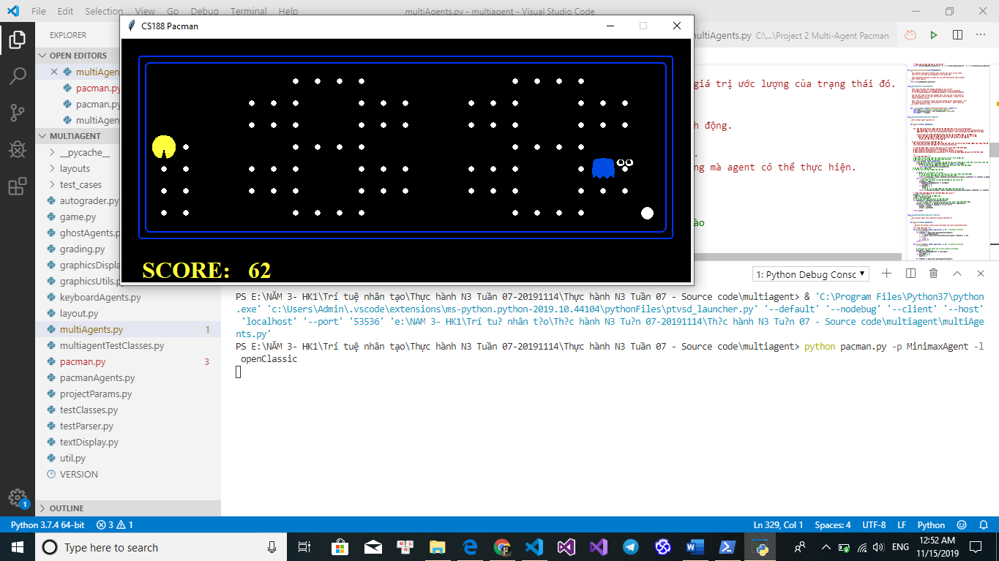 File Edit Selection View Go Debug Terminal Help
multiAgents.py - multiagent - Visual Studio Code
CS188 Pacman
SCORE: 62
EXPLORER
OPEN EDITORS
multiAgen
pacman.py
pacman.py
multiAgen
MULTIAGENT
__pycache__
layouts
test_cases
autograder.py
game.py
ghostAgents.p
grading.py
graphicsDispla
graphicsUtils.py
keyboardAgents.py
layout.py
multiAgents.py 1
multiagentTestClasses.py
pacman.py 3
pacmanAgents.py
projectParams.py
testClasses.py
testParser.py
textDisplay.py
util.py
VERSION
OUTLINE
1
ultiAgents.py C:\...\Project 2 Multi-Agent Pacman
giá trị ước lượng của trạng thái đó.
h động.
.
ng mà agent có thể thực hiện.
ào
1: Python Debug Consc
PS E:\NĂM 3- HK1\Trí tuệ nhân tạo\Thực hành N3 Tuần 07-20191114\Thực hành N3 Tuần 07 - Source code\multiagent> & 'C:\Program Files\Python37\python
.exe' 'c:\Users\Admin\.vscode\extensions\ms-python.python-2019.10.44104\pythonFiles\ptvsd_launcher.py' '--default' '--nodebug' '--client' '--host'
'localhost' '--port' '53536' 'e:\NAM 3- HK1\Trí tu? nhân t?o\Th?c hành N3 Tu?n 07-20191114\Th?c hành N3 Tu?n 07 - Source code\multiagent\multiAge
nts.py'
PS E:\NĂM 3- HK1\Trí tuệ nhân tạo\Thực hành N3 Tuần 07-20191114\Thực hành N3 Tuần 07 - Source code\multiagent> python pacman.py -p MinimaxAgent -l
openClassic
Python 3.7.4 64-bit 3 1
Ln 329, Col 1 Spaces: 4 UTF-8 LF Python
Type here to search
ENG
12:52 AM
11/15/2019